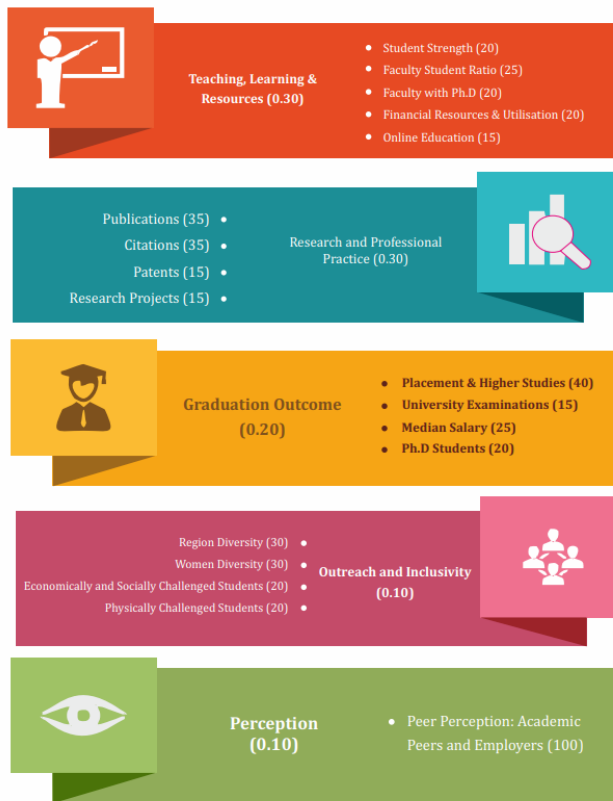 Teaching, Learning &
Resources (0.30)
• Student Strength (20)
• Faculty Student Ratio (25)
• Faculty with Ph.D (20)
• Financial Resources & Utilisation (20)
• Online Education (15)
Publications (35) •
Citations (35) •
Patents (15) •
Research Projects (15) •
Research and Professional
Practice (0.30)
Graduation Outcome
(0.20)
• Placement & Higher Studies (40)
• University Examinations (15)
• Median Salary (25)
• Ph.D Students (20)
Region Diversity (30) •
Women Diversity (30) •
Economically and Socially Challenged Students (20) •
Physically Challenged Students (20) •
Outreach and Inclusivity
(0.10)
Perception
(0.10)
• Peer Perception: Academic
Peers and Employers (100)